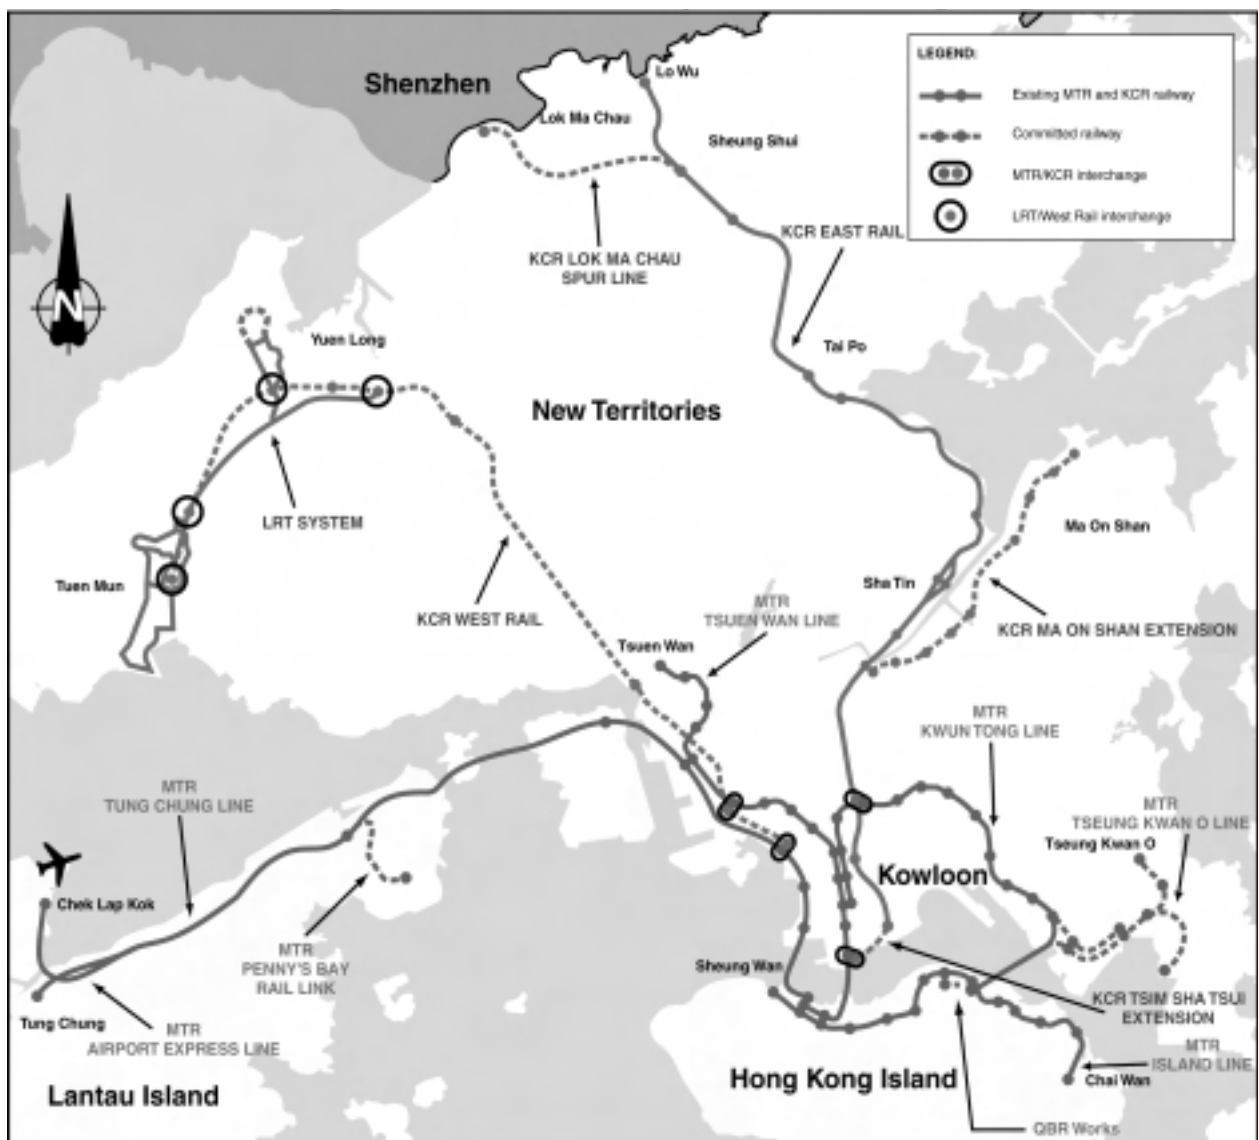 Shenzhen
Lo Wu
Lok Ma Chau
Sheung Shui
LEGEND:
Existing MTR and KCR railway
Committed railway
MTR/KCR interchange
LRT/West Rail interchange
KCR EAST RAIL
KCR LOK MA CHAU
SPUR LINE
N
Yuen Long
Tai Po
New Territories
LRT SYSTEM
Ma On Shan
Tuen Mun
Sha Tin
KCR WEST RAIL
MTR
TSUEN WAN LINE
KCR MA ON SHAN EXTENSION
Tsuen Wan
MTR
KWUN TONG LINE
MTR
TUNG CHUNG LINE
MTR
TSEUNG KWAN O LINE
Tseung Kwan O
Kowloon
Chek Lap Kok
MTR
PENNY'S BAY
RAIL LINK
Sheung Wan
KCR TSIM SHA TSUI
EXTENSION
Tung Chung
MTR
AIRPORT EXPRESS LINE
MTR
ISLAND LINE
Hong Kong Island
Chai Wan
Lantau Island
QBR Works